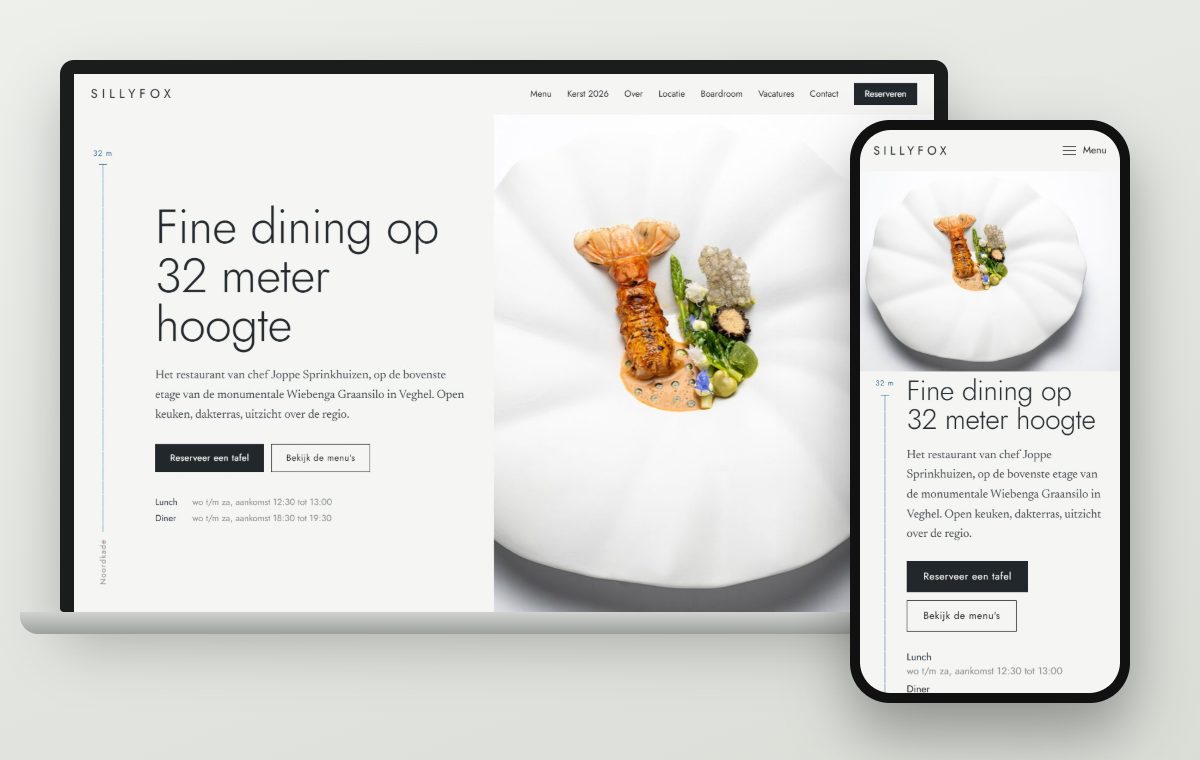 SILLYFOX
Menu Kerst 2026 Over Locatie Boardroom Vacatures Contact Reserveren
32 m
Fine dining op
32 meter
hoogte
Het restaurant van chef Joppe Sprinkhuizen, op de bovenste
etage van de monumentale Wiebenga Graansilo in Veghel. Open
keuken, dakterras, uitzicht over de regio.
Reserveer een tafel Bekijk de menu's
Lunch wo t/m za, aankomst 12:30 tot 13:00
Diner wo t/m za, aankomst 18:30 tot 19:30
Noordkade
SILLYFOX
Menu
32 m
Fine dining op
32 meter hoogte
Het restaurant van chef Joppe
Sprinkhuizen, op de bovenste etage van
de monumentale Wiebenga Graansilo in
Veghel. Open keuken, dakterras, uitzicht
over de regio.
Reserveer een tafel
Bekijk de menu's
Lunch
wo t/m za, aankomst 12:30 tot 13:00
Diner